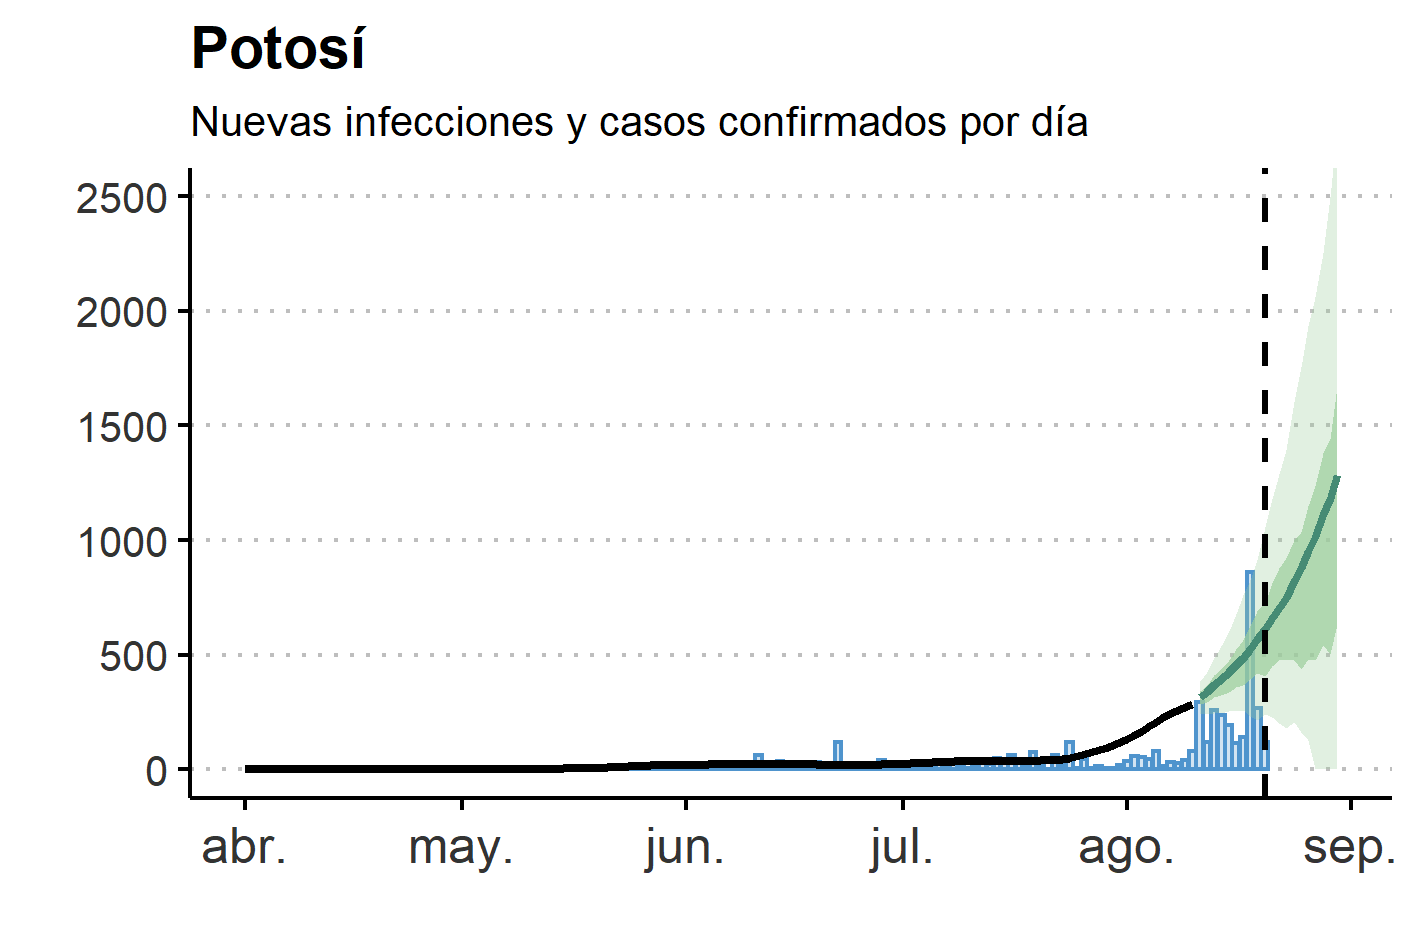 Potosí
Nuevas infecciones y casos confirmados por día
2500
2000
1500
1000
500
0
abr. may. jun. jul. ago. sep.